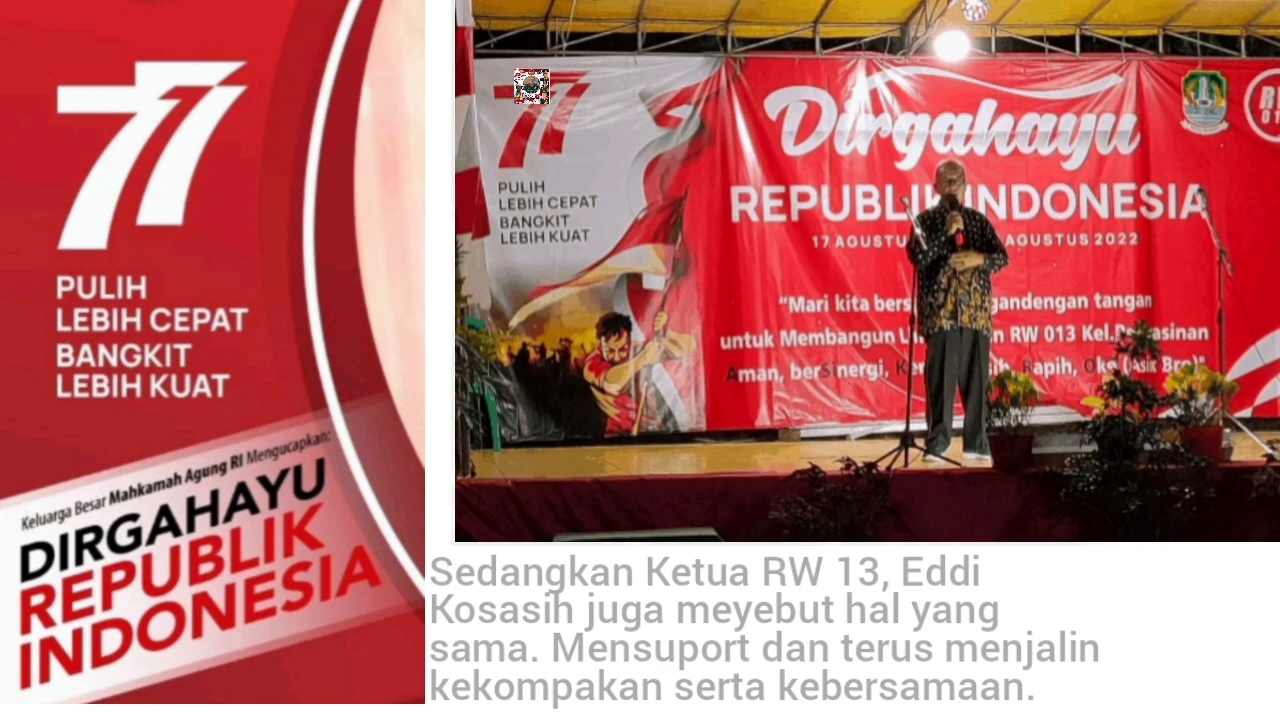 77
PULIH
LEBIH CEPAT
BANGKIT
LEBIH KUAT
Keluarga Besar Mahkamah Agung RI Mengucapkan:
DIRGAHAYU
REPUBLIK
INDONESIA
77
PULIH
LEBIH CEPAT
BANGKIT
LEBIH KUAT
Dirgahayu
REPUBLIK INDONESIA
17 AGUSTU AGUSTUS 2022
“Mari kita bers gandengan tangan
untuk Membangun RW 013 Kel.
Aman, berSinergi, Rapih, Oke (Asik Bro)"
Sedangkan Ketua RW 13, Eddi
Kosasih juga meyebut hal yang
sama. Mensuport dan terus menjalin
kekompakan serta kebersamaan.